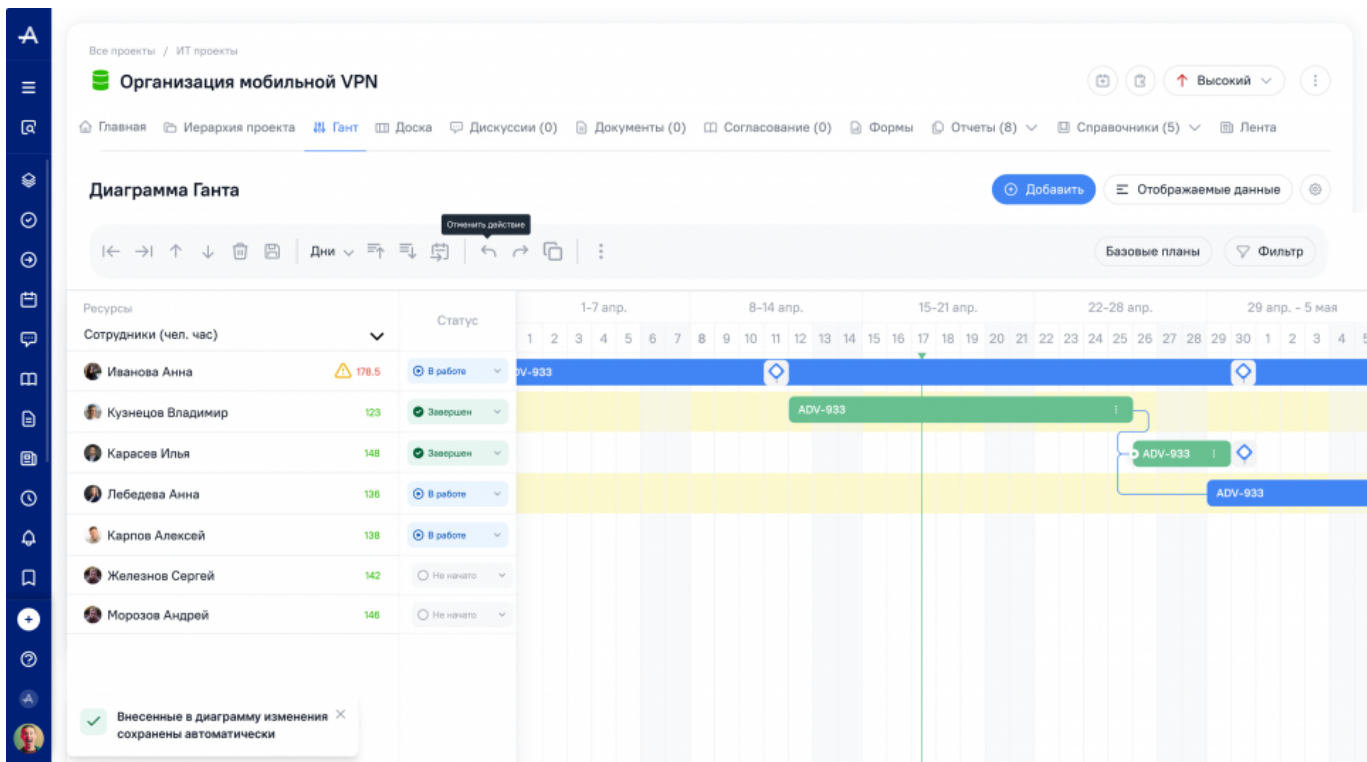 Все проекты / ИТ проекты
Организация мобильной VPN
Высокий
Главная Иерархия проекта Гант Доска Дискуссии (0) Документы (0) Согласование (0) Формы Отчеты (8) Справочники (5) Лента
Диаграмма Ганта
Добавить Отображаемые данные
Отменить действие
Дни
Базовые планы Фильтр
Ресурсы
Сотрудники (чел. час)
Статус
1-7 апр. 8-14 апр. 15-21 апр. 22-28 апр. 29 апр. - 5 мая
1 2 3 4 5 6 7 8 9 10 11 12 13 14 15 16 17 18 19 20 21 22 23 24 25 26 27 28 29 30 1 2 3 4 5
Иванова Анна 178.5 В работе DV-933
Кузнецов Владимир 123 Завершен ADV-933
Карасев Илья 148 Завершен ADV-933
Лебедева Анна 136 В работе ADV-933
Карпов Алексей 138 В работе
Железнов Сергей 142 Не начато
Морозов Андрей 146 Не начато
Внесенные в диаграмму изменения
сохранены автоматически